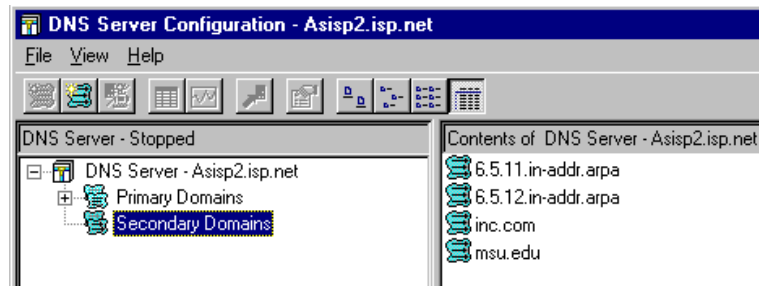 DNS Server Configuration - Asisp2.isp.net
File View Help
DNS Server - Stopped
DNS Server - Asisp2.isp.net
Primary Domains
Secondary Domains
Contents of DNS Server - Asisp2.isp.net
6.5.11.in-addr.arpa
6.5.12.in-addr.arpa
inc.com
msu.edu